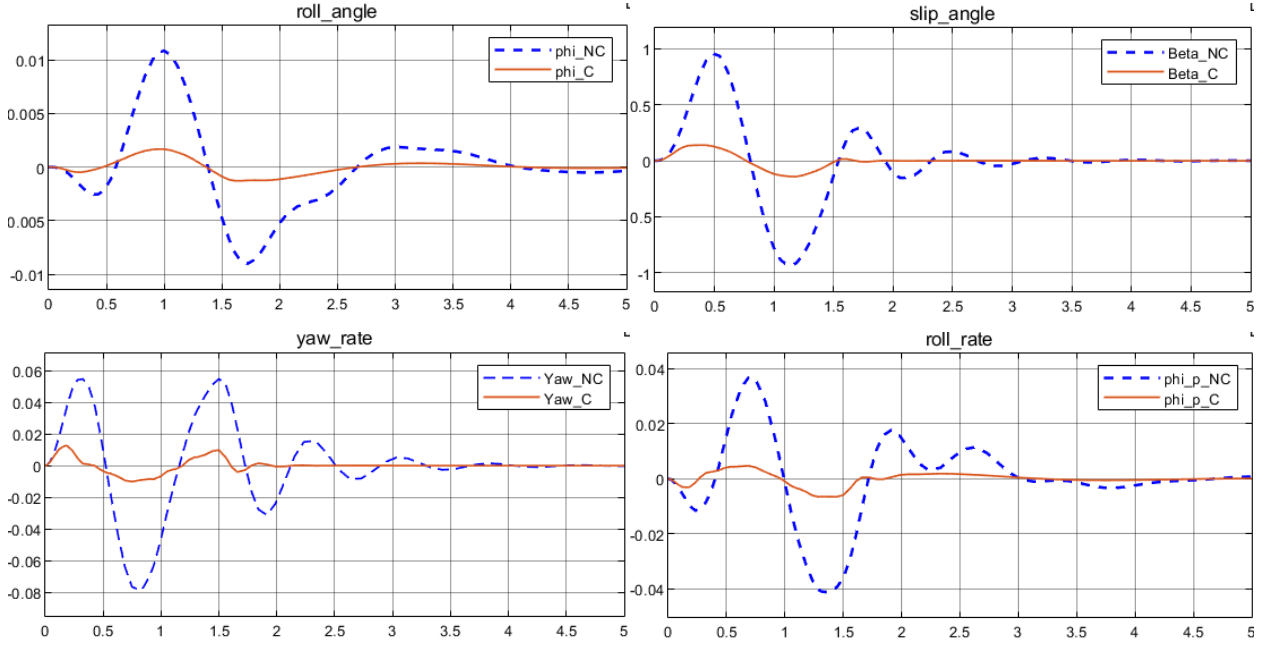 roll_angle
0.01
0.005
0
0.005
-0.01
phi_NC
phi_C
0 0.5 1 1.5 2 2.5 3 3.5 4 4.5 5
slip_angle
1
0.5
0
0.5
-1
Beta_NC
Beta_C
0 0.5 1 1.5 2 2.5 3 3.5 4 4.5 5
yaw_rate
0.06
0.04
0.02
0
-0.02
-0.04
-0.06
-0.08
Yaw_NC
Yaw_C
0 0.5 1 1.5 2 2.5 3 3.5 4 4.5 5
roll_rate
0.04
0.02
0
-0.02
-0.04
phi_p_NC
phi_p_C
0 0.5 1 1.5 2 2.5 3 3.5 4 4.5 5